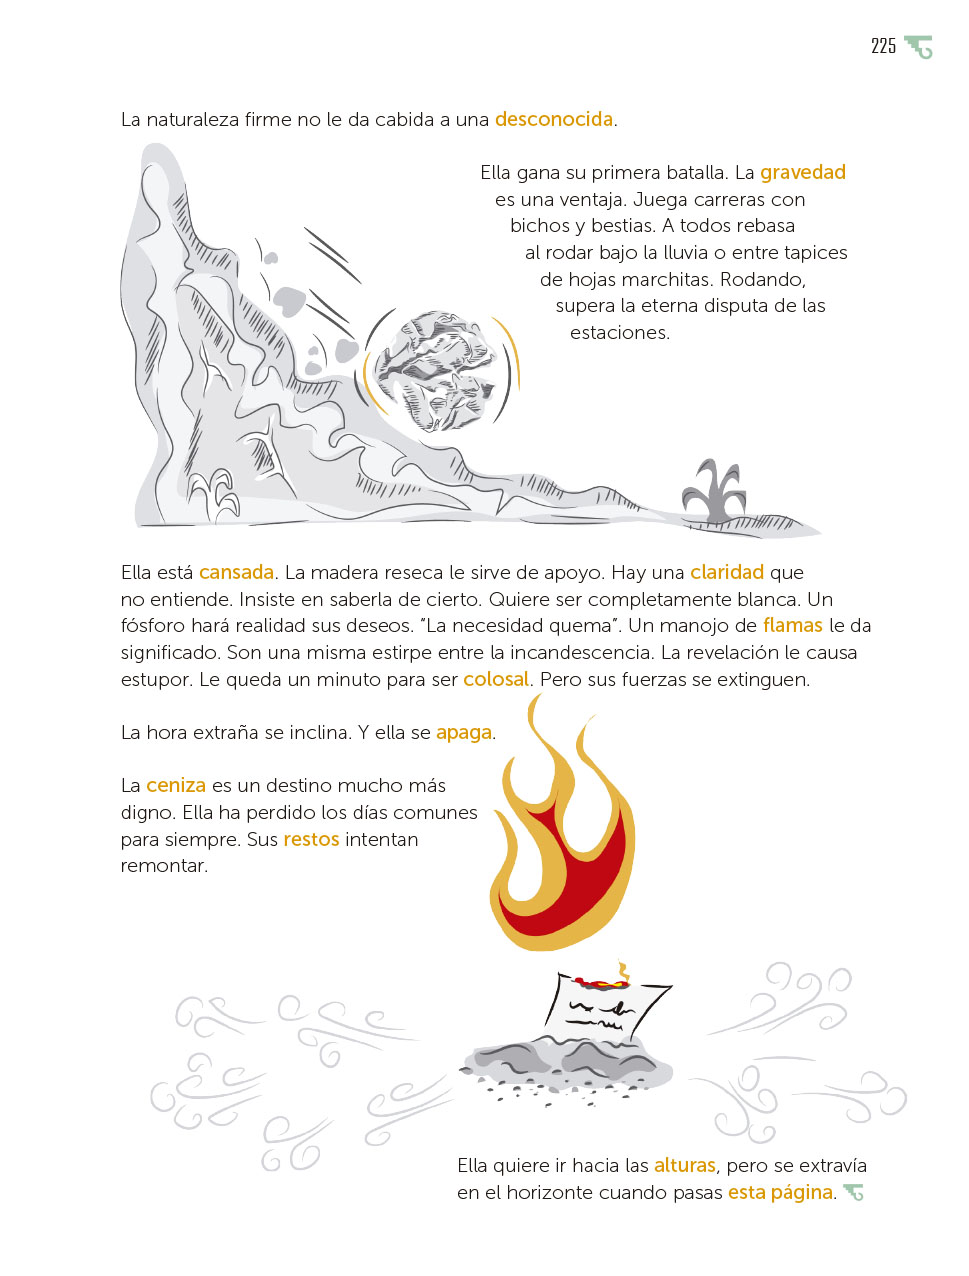 225
La naturaleza firme no le da cabida a una desconocida.
Ella gana su primera batalla. La gravedad
es una ventaja. Juega carreras con
bichos y bestias. A todos rebasa
al rodar bajo la lluvia o entre tapices
de hojas marchitas. Rodando,
supera la eterna disputa de las
estaciones.
Ella está cansada. La madera reseca le sirve de apoyo. Hay una claridad que
no entiende. Insiste en saberla de cierto. Quiere ser completamente blanca. Un
fósforo hará realidad sus deseos. “La necesidad quema”. Un manojo de flamas le da
significado. Son una misma estirpe entre la incandescencia. La revelación le causa
estupor. Le queda un minuto para ser colosal. Pero sus fuerzas se extinguen.
La hora extraña se inclina. Y ella se apaga.
La ceniza es un destino mucho más
digno. Ella ha perdido los días comunes
para siempre. Sus restos intentan
remontar.
Ella quiere ir hacia las alturas, pero se extravía
en el horizonte cuando pasas esta página.